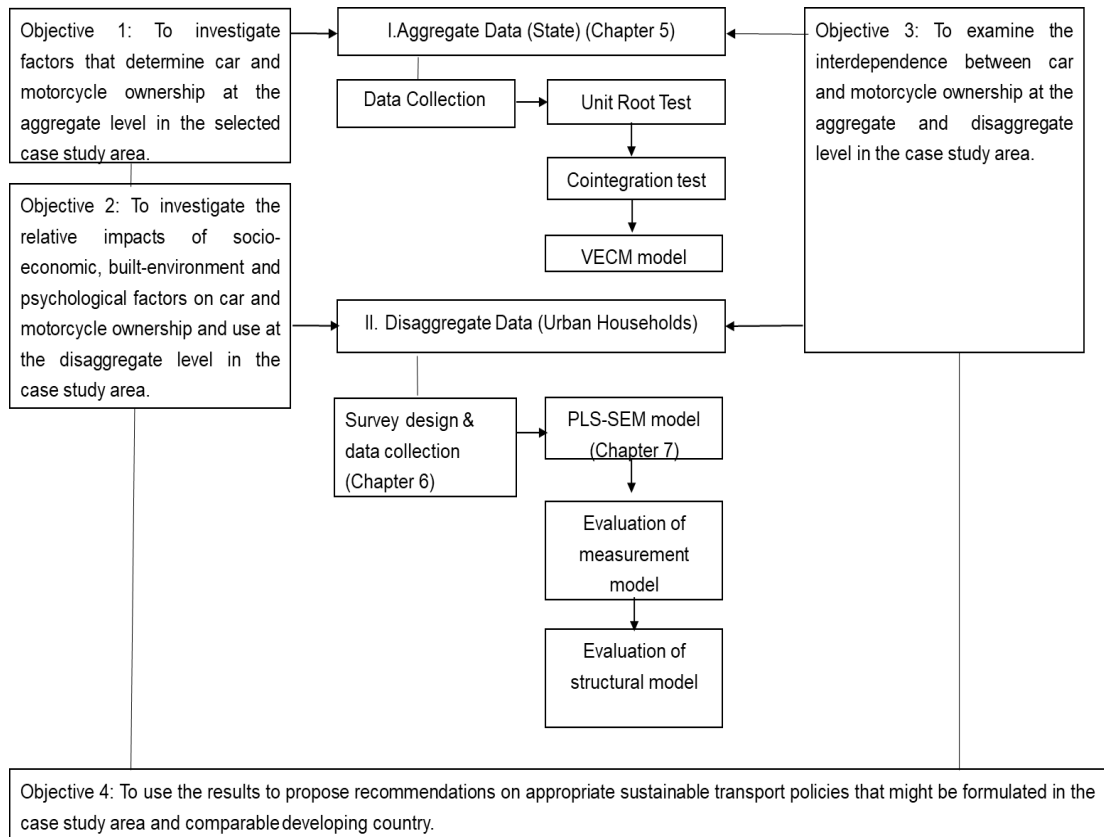 Objective 1: To investigate
factors that determine car and
motorcycle ownership at the
aggregate level in the selected
case study area.
I.Aggregate Data (State) (Chapter 5)
Data Collection
Unit Root Test
Cointegration test
VECM model
Objective 3: To examine the
interdependence between car
and motorcycle ownership at the
aggregate and disaggregate
level in the case study area.
Objective 2: To investigate the
relative impacts of socio-
economic, built-environment and
psychological factors on car and
motorcycle ownership and use at
the disaggregate level in the
case study area.
II. Disaggregate Data (Urban Households)
Survey design &
data collection
(Chapter 6)
PLS-SEM model
(Chapter 7)
Evaluation of
measurement
model
Evaluation of
structural model
Objective 4: To use the results to propose recommendations on appropriate sustainable transport policies that might be formulated in the
case study area and comparable developing country.